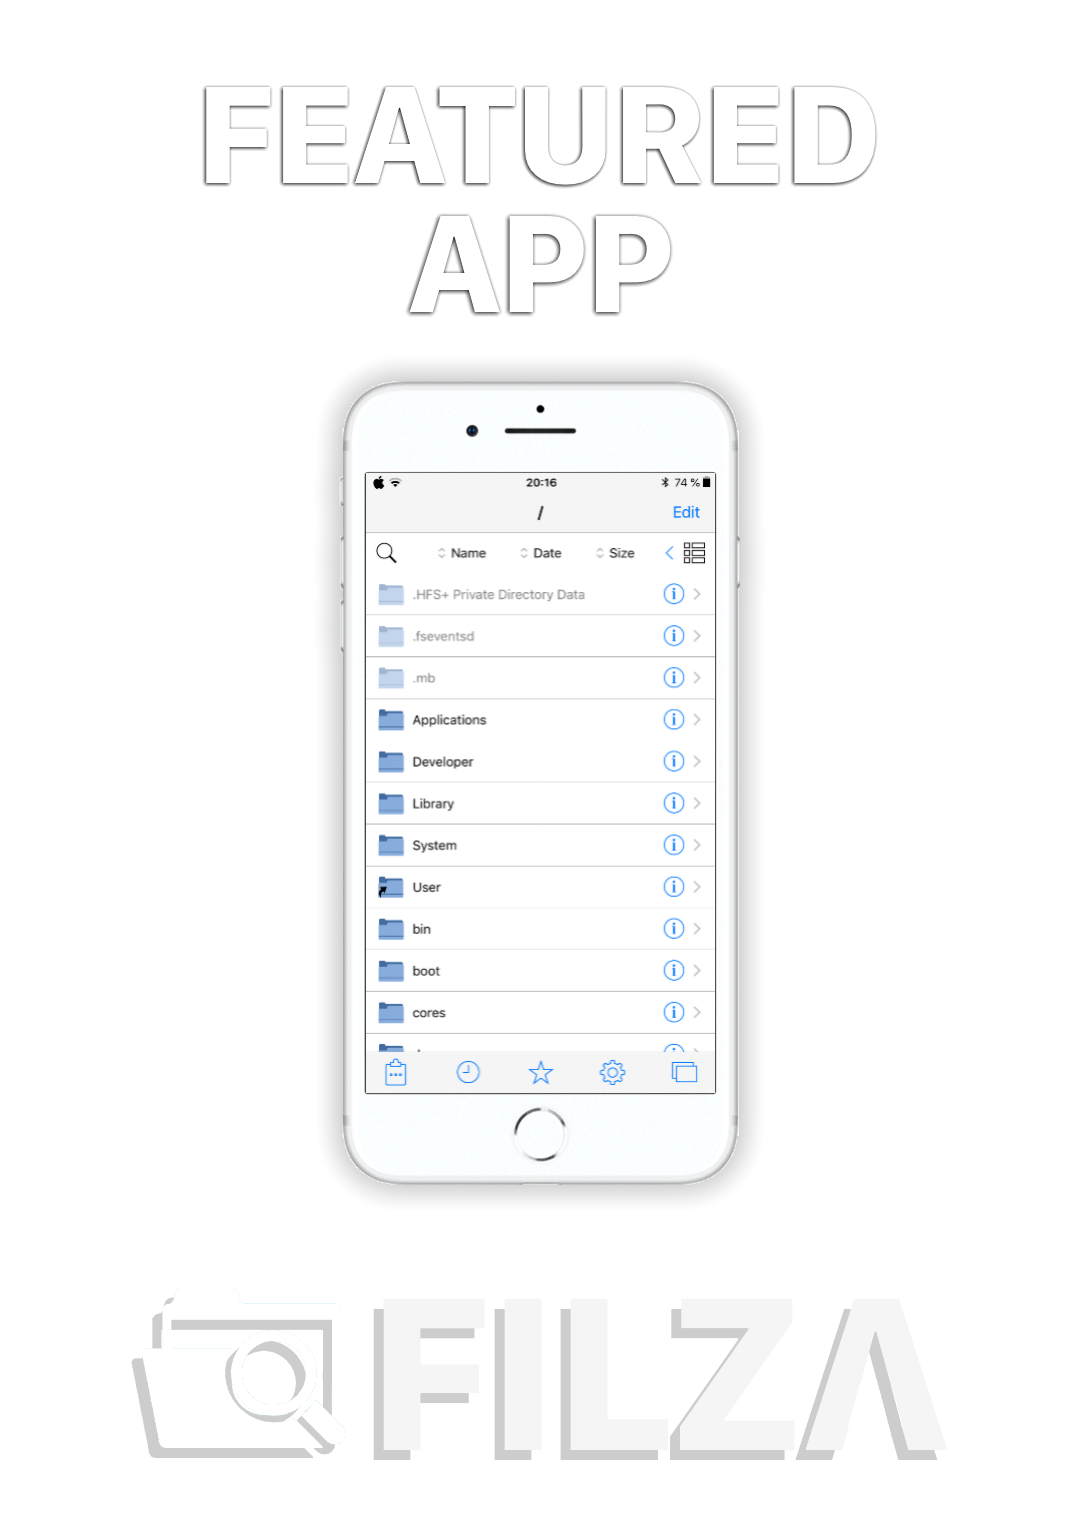 FEATURED
APP
20:16 74 %
/ Edit
Name Date Size
.HFS+ Private Directory Data
.fseventsd
.mb
Applications
Developer
Library
System
User
bin
boot
cores
FILZA